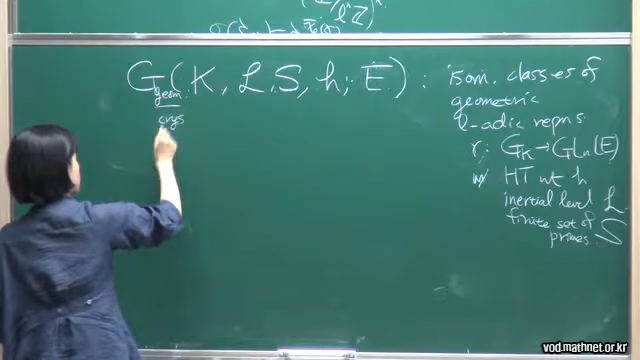 G_geom (K, L, S, h; E) : isom. classes of
crys
geometric
l-adic repns.
r: G_K → GL_n(E)
w/ HT wt h
inertial level L
finite set of
primes S
vod.mathnet.or.kr